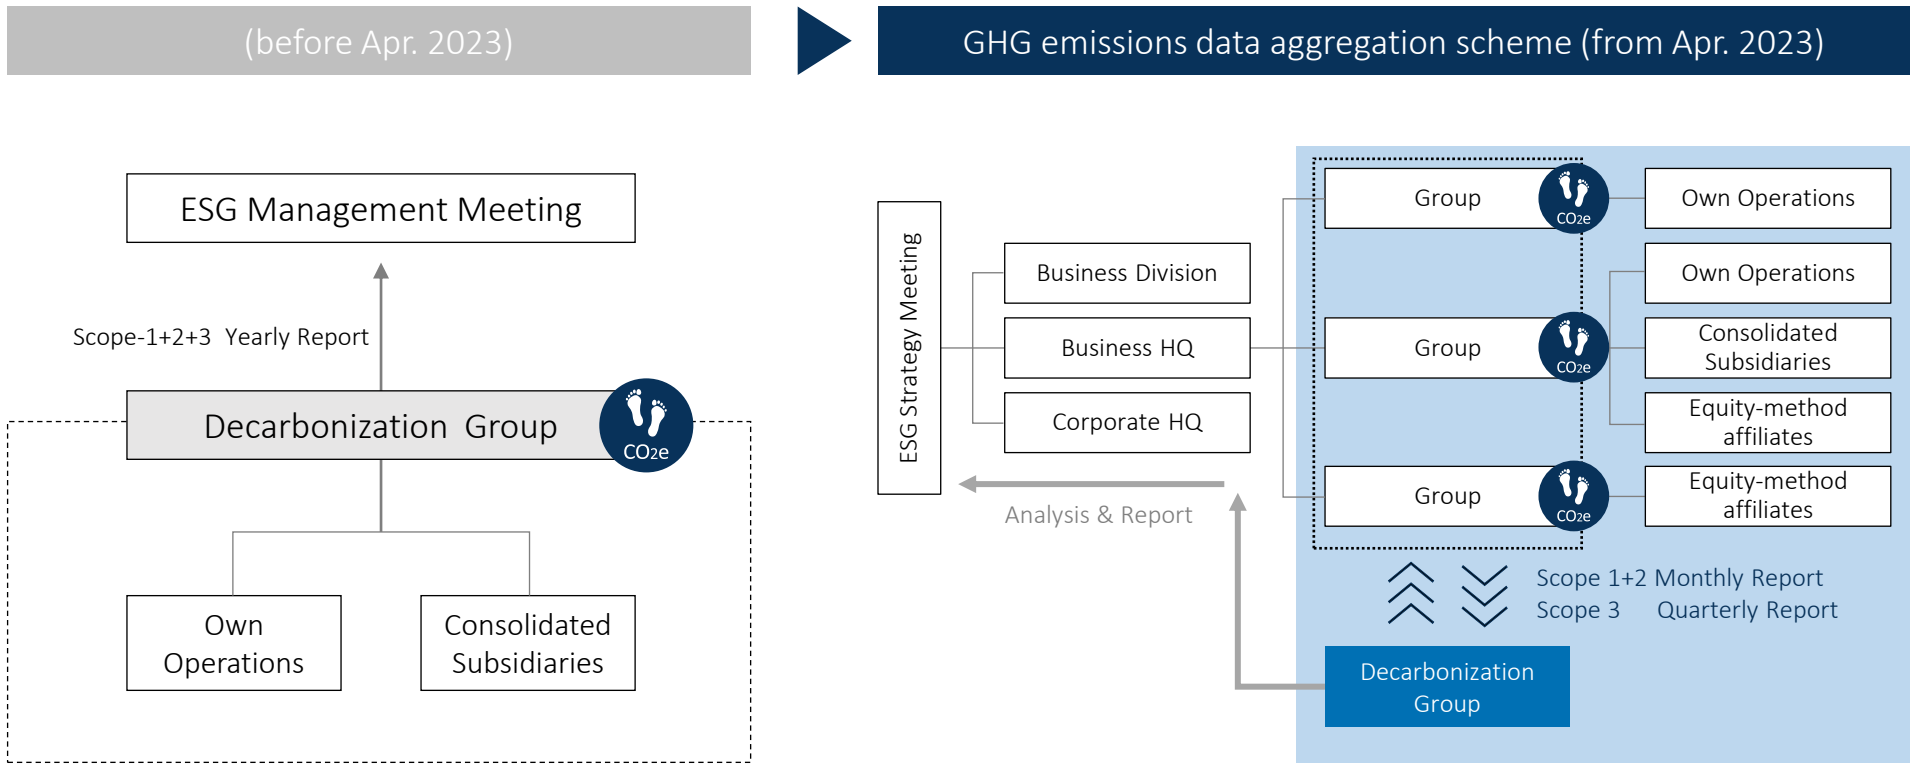 (before Apr. 2023)
GHG emissions data aggregation scheme (from Apr. 2023)
ESG Management Meeting
Scope-1+2+3 Yearly Report
Decarbonization Group
CO2e
Own
Operations
Consolidated
Subsidiaries
ESG Strategy Meeting
Business Division
Business HQ
Corporate HQ
Analysis & Report
Group
CO2e
Own Operations
Group
CO2e
Own Operations
Consolidated
Subsidiaries
Equity-method
affiliates
Group
CO2e
Equity-method
affiliates
Scope 1+2 Monthly Report
Scope 3 Quarterly Report
Decarbonization
Group